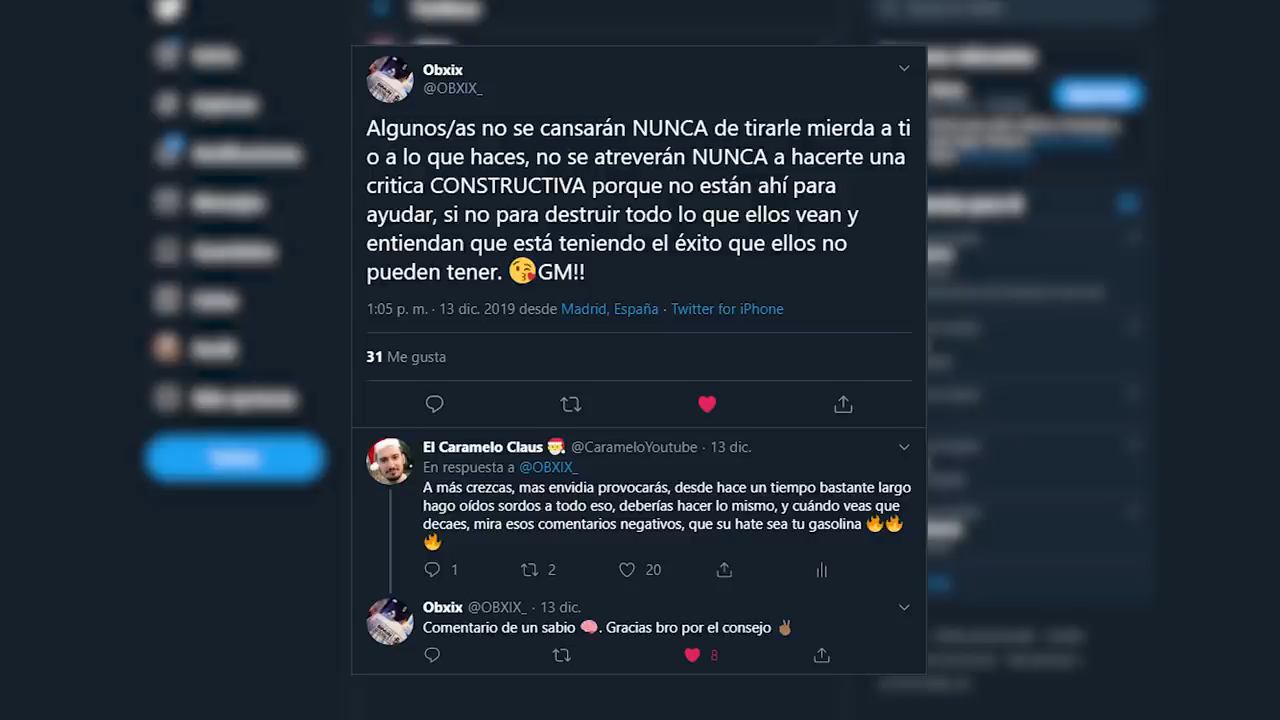 Obxix
@OBXIX_
Algunos/as no se cansarán NUNCA de tirarle mierda a ti
o a lo que haces, no se atreverán NUNCA a hacerte una
critica CONSTRUCTIVA porque no están ahí para
ayudar, si no para destruir todo lo que ellos vean y
entiendan que está teniendo el éxito que ellos no
pueden tener. 😘GM!!
1:05 p. m. · 13 dic. 2019 desde Madrid, España · Twitter for iPhone
31 Me gusta
El Caramelo Claus 🎅 @CarameloYoutube · 13 dic.
En respuesta a @OBXIX_
A más crezcas, mas envidia provocarás, desde hace un tiempo bastante largo
hago oídos sordos a todo eso, deberías hacer lo mismo, y cuándo veas que
decaes, mira esos comentarios negativos, que su hate sea tu gasolina 🔥🔥
🔥
1 2 20
Obxix @OBXIX_ · 13 dic.
Comentario de un sabio 🧠. Gracias bro por el consejo ✌🏾
8